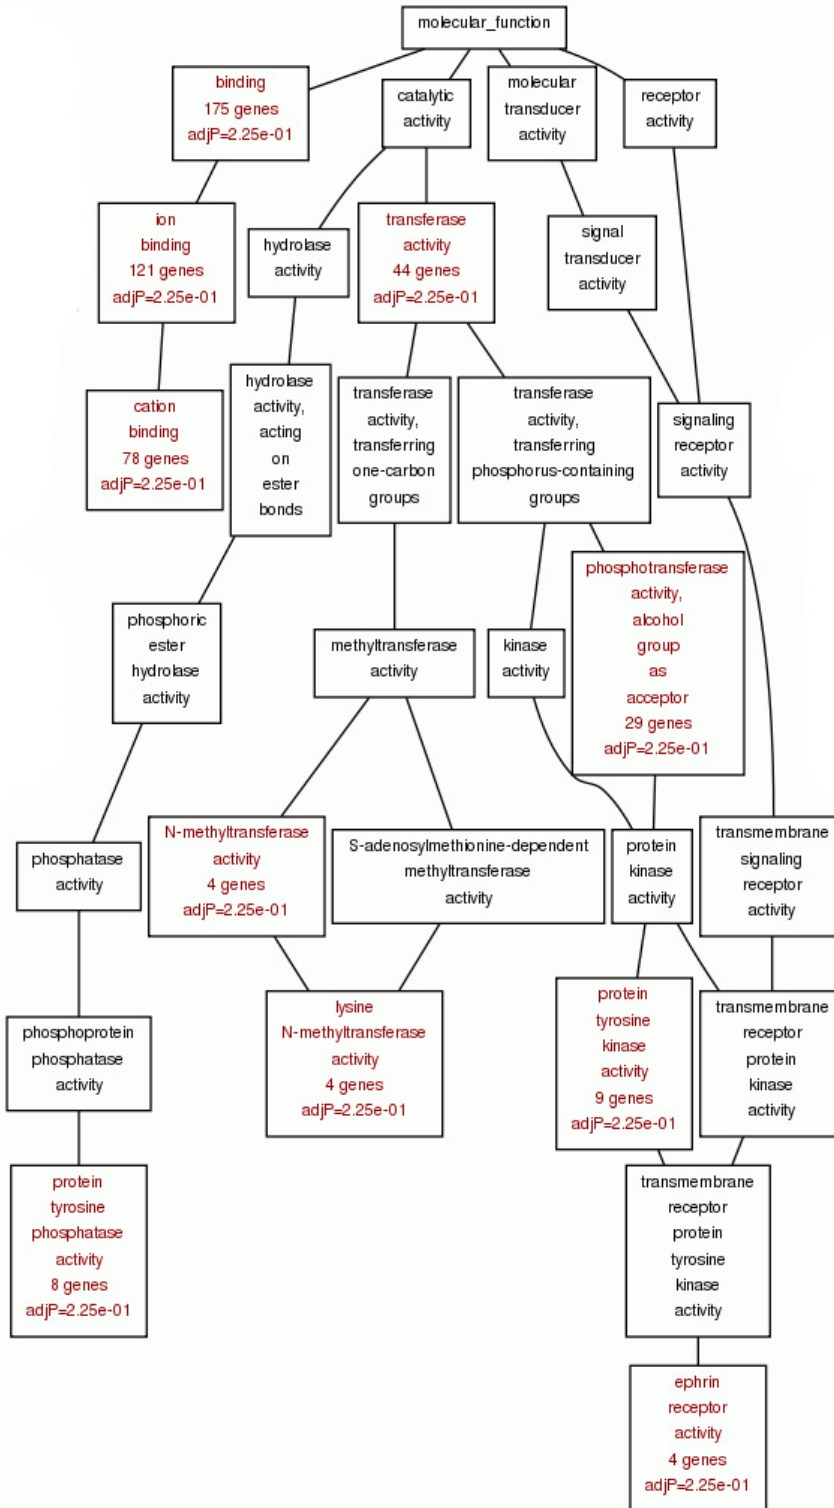 molecular_function
binding
175 genes
adjP=2.25e-01
catalytic
activity
molecular
transducer
activity
receptor
activity
ion
binding
121 genes
adjP=2.25e-01
hydrolase
activity
transferase
activity
44 genes
adjP=2.25e-01
signal
transducer
activity
cation
binding
78 genes
adjP=2.25e-01
hydrolase
activity,
acting
on
ester
bonds
transferase
activity,
transferring
one-carbon
groups
transferase
activity,
transferring
phosphorus-containing
groups
signaling
receptor
activity
phosphoric
ester
hydrolase
activity
methyltransferase
activity
kinase
activity
phosphotransferase
activity,
alcohol
group
as
acceptor
29 genes
adjP=2.25e-01
phosphatase
activity
N-methyltransferase
activity
4 genes
adjP=2.25e-01
S-adenosylmethionine-dependent
methyltransferase
activity
protein
kinase
activity
transmembrane
signaling
receptor
activity
phosphoprotein
phosphatase
activity
lysine
N-methyltransferase
activity
4 genes
adjP=2.25e-01
protein
tyrosine
kinase
activity
9 genes
adjP=2.25e-01
transmembrane
receptor
protein
kinase
activity
protein
tyrosine
phosphatase
activity
8 genes
adjP=2.25e-01
transmembrane
receptor
protein
tyrosine
kinase
activity
ephrin
receptor
activity
4 genes
adjP=2.25e-01